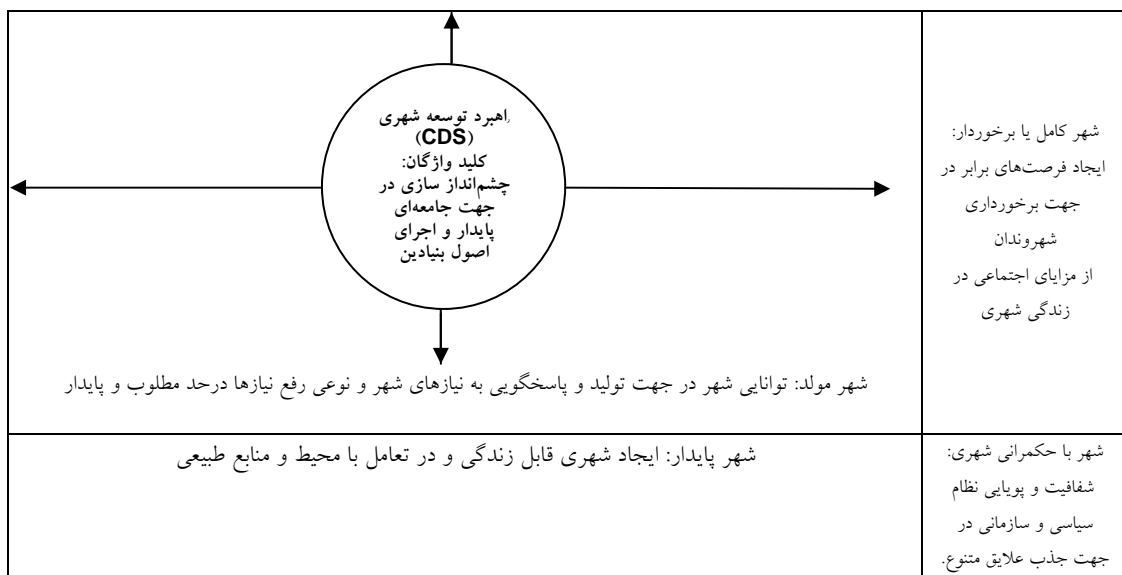 شهر کامل یا برخوردار:
ایجاد فرصت‌های برابر در
جهت برخورداری
شهروندان
از مزایای اجتماعی در
زندگی شهری
راهبرد توسعه شهری
(CDS)
کلید واژگان:
چشم‌انداز سازی در
جهت جامعه‌ای
پایدار و اجرای
اصول بنیادین
شهر مولد: توانایی شهر در جهت تولید و پاسخگویی به نیازهای شهر و نوعی رفع نیازها درحد مطلوب و پایدار
شهر با حکمرانی شهری:
شفافیت و پویایی نظام
سیاسی و سازمانی در
جهت جذب علایق متنوع.
شهر پایدار: ایجاد شهری قابل زندگی و در تعامل با محیط و منابع طبیعی